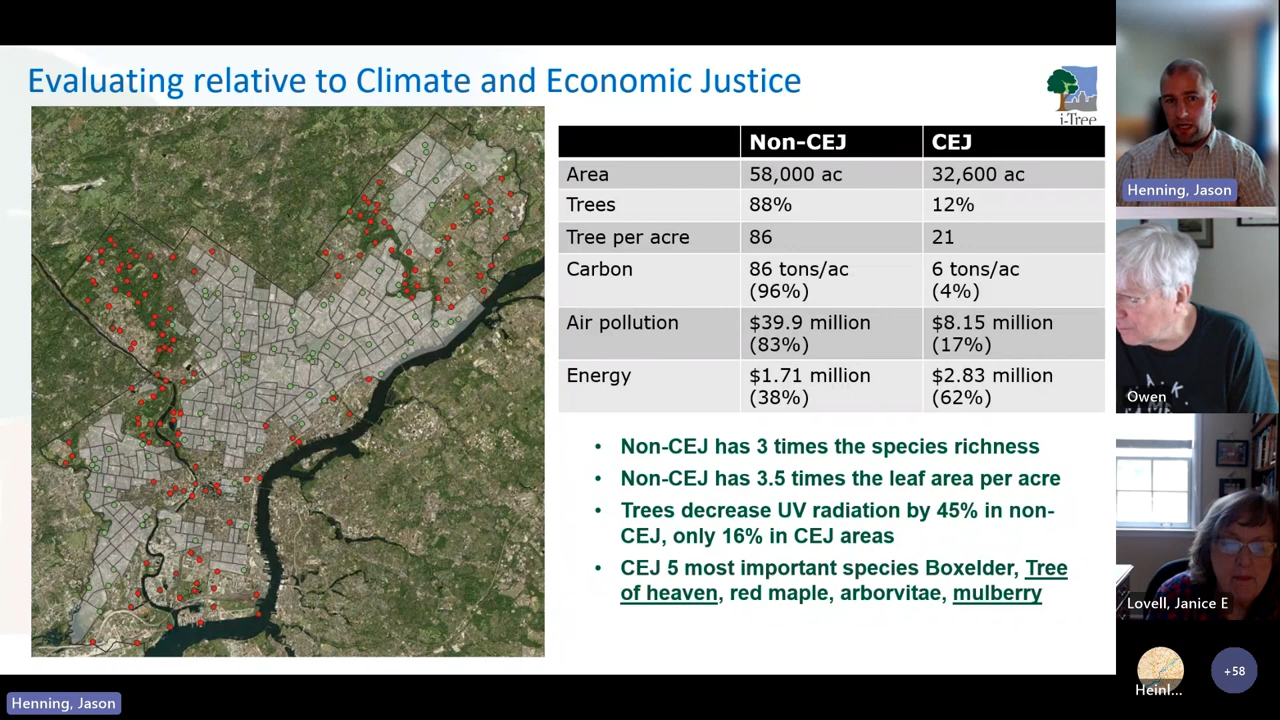 Evaluating relative to Climate and Economic Justice
i-Tree
Non-CEJ CEJ
Area 58,000 ac 32,600 ac
Trees 88% 12%
Tree per acre 86 21
Carbon 86 tons/ac 6 tons/ac
(96%) (4%)
Air pollution $39.9 million $8.15 million
(83%) (17%)
Energy $1.71 million $2.83 million
(38%) (62%)
• Non-CEJ has 3 times the species richness
• Non-CEJ has 3.5 times the leaf area per acre
• Trees decrease UV radiation by 45% in non-
CEJ, only 16% in CEJ areas
• CEJ 5 most important species Boxelder, Tree
of heaven, red maple, arborvitae, mulberry
Henning, Jason
Owen
Lovell, Janice E
Heinl...
+58
Henning, Jason